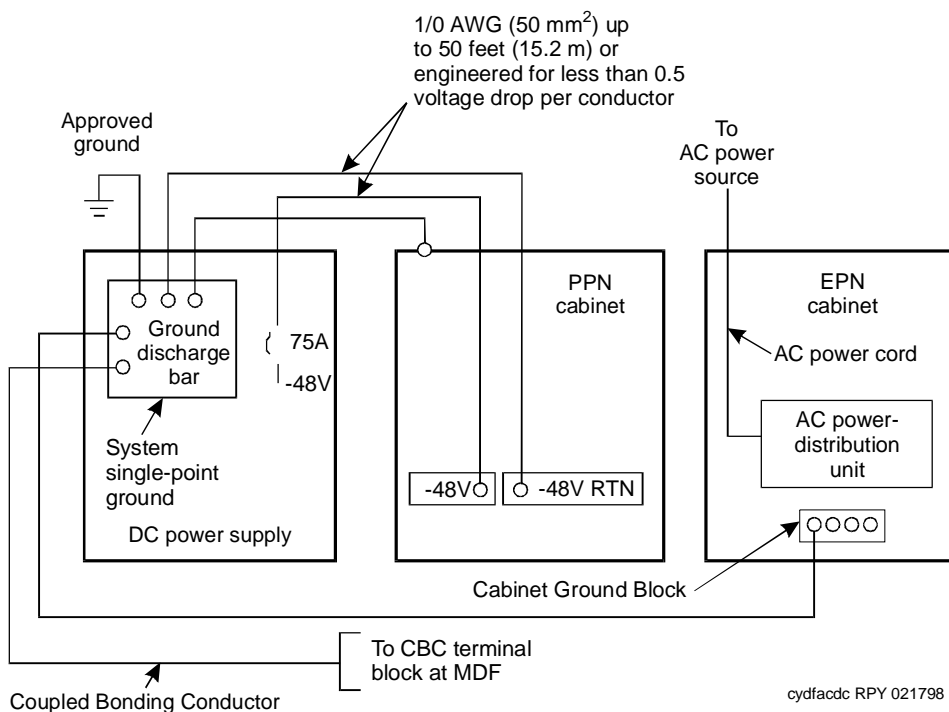 1/0 AWG (50 mm2) up
to 50 feet (15.2 m) or
engineered for less than 0.5
voltage drop per conductor
Approved
ground
To
AC power
source
PPN
cabinet
EPN
cabinet
Ground
discharge
bar
75A
-48V
AC power cord
System
single-point
ground
AC power-
distribution
unit
-48V
-48V RTN
DC power supply
Cabinet Ground Block
To CBC terminal
block at MDF
Coupled Bonding Conductor
cydfacdc RPY 021798